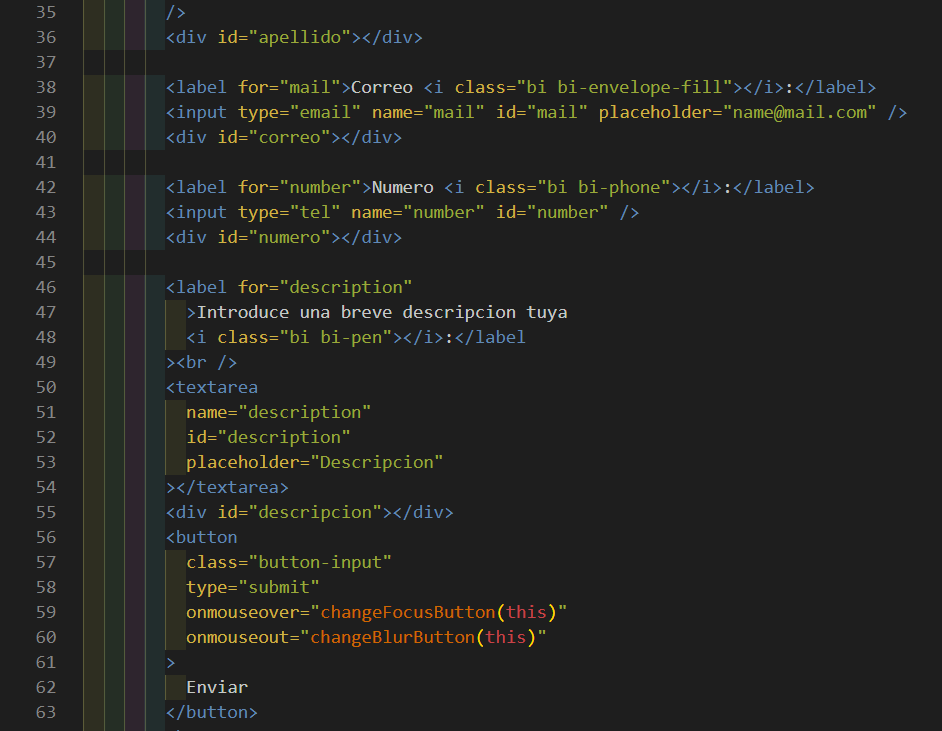 35 />
36 <div id="apellido"></div>
37
38 <label for="mail">Correo <i class="bi bi-envelope-fill"></i>:</label>
39 <input type="email" name="mail" id="mail" placeholder="name@mail.com" />
40 <div id="correo"></div>
41
42 <label for="number">Numero <i class="bi bi-phone"></i>:</label>
43 <input type="tel" name="number" id="number" />
44 <div id="numero"></div>
45
46 <label for="description"
47   >Introduce una breve descripcion tuya
48   <i class="bi bi-pen"></i>:</label
49 ><br />
50 <textarea
51   name="description"
52   id="description"
53   placeholder="Descripcion"
54 ></textarea>
55 <div id="descripcion"></div>
56 <button
57   class="button-input"
58   type="submit"
59   onmouseover="changeFocusButton(this)"
60   onmouseout="changeBlurButton(this)"
61 >
62   Enviar
63 </button>